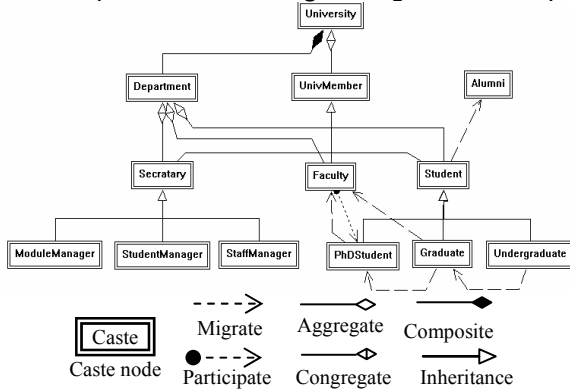 University
Department
UnivMember
Alumni
Secratary
Faculty
Student
ModuleManager
StudentManager
StaffManager
PhDStudent
Graduate
Undergraduate
Caste
Caste node
Migrate
Aggregate
Composite
Participate
Congregate
Inheritance